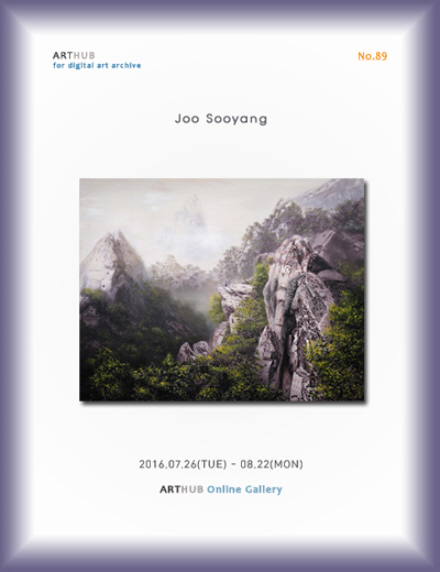 ARTHUB
No.89
for digital art archive
Joo Sooyang
2016.07.26(TUE) - 08.22(MON)
ARTHUB Online Gallery